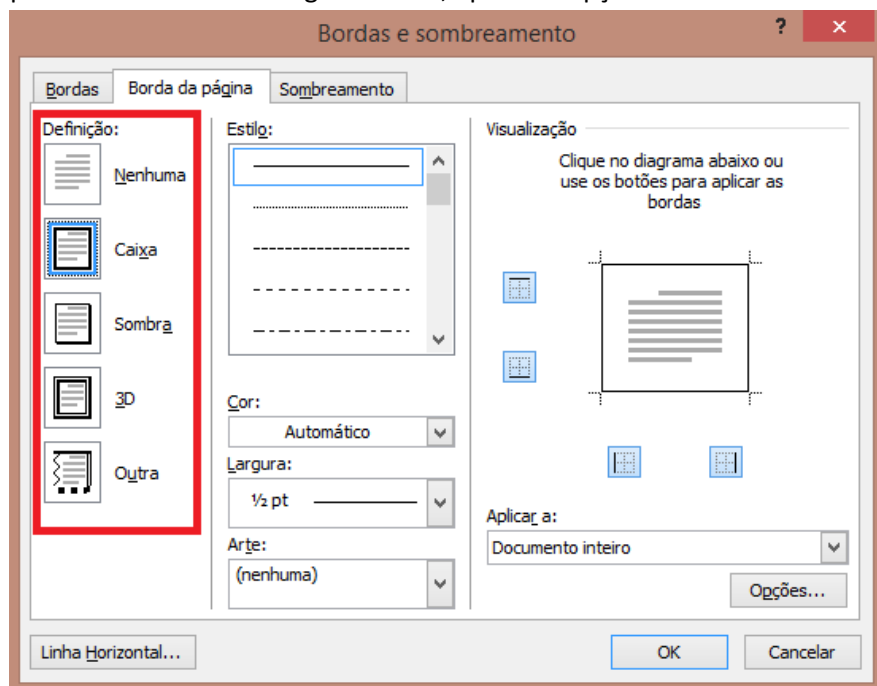 Bordas e sombreamento
?
×
Bordas
Borda da página
Sombreamento
Definição:
Nenhuma
Caixa
Sombra
3D
Outra
Estilo:
Cor:
Automático
Largura:
½ pt
Arte:
(nenhuma)
Visualização
Clique no diagrama abaixo ou
use os botões para aplicar as
bordas
Aplicar a:
Documento inteiro
Opções...
Linha Horizontal...
OK
Cancelar